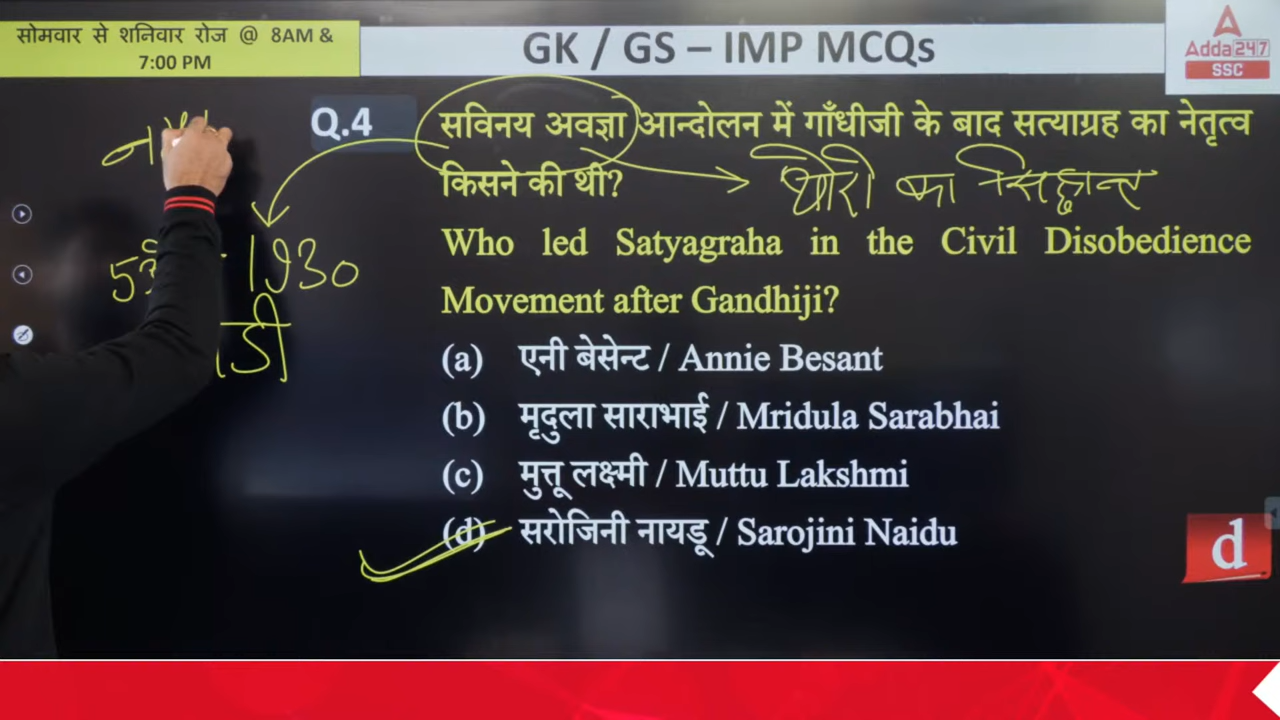 सोमवार से शनिवार रोज @ 8AM &
7:00 PM
GK / GS – IMP MCQs
Adda 247
SSC
Q.4
सविनय अवज्ञा आन्दोलन में गाँधीजी के बाद सत्याग्रह का नेतृत्व
किसने की थी?
थोरो का सिद्धान्त
1930
Who led Satyagraha in the Civil Disobedience
Movement after Gandhiji?
(a) एनी बेसेन्ट / Annie Besant
(b) मृदुला साराभाई / Mridula Sarabhai
(c) मुत्तू लक्ष्मी / Muttu Lakshmi
(d) सरोजिनी नायडू / Sarojini Naidu
d